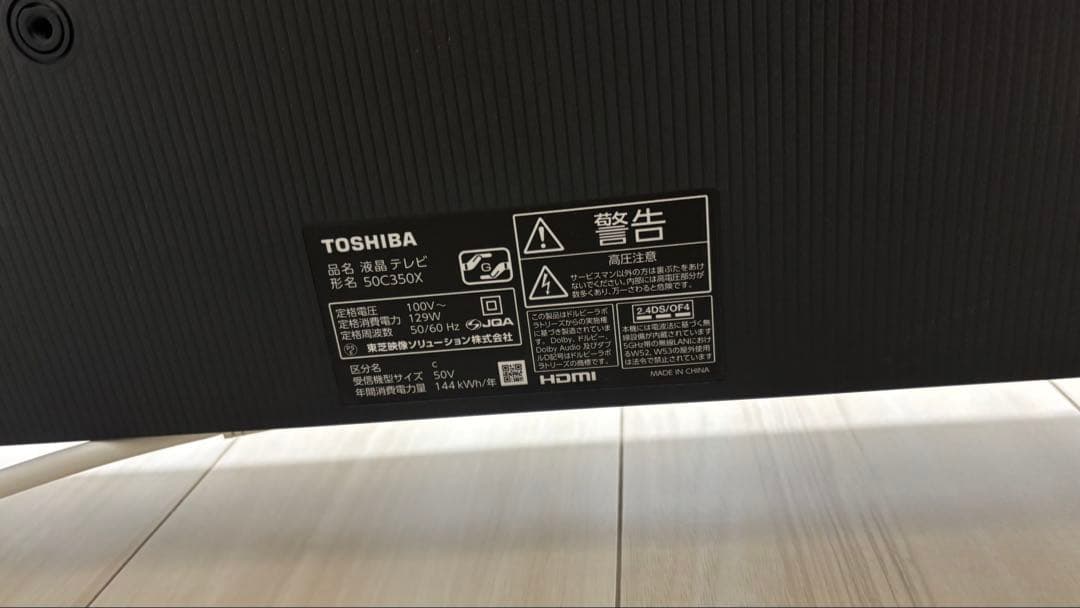 TOSHIBA
品名 液晶テレビ
形名 50C350X
定格電圧 100V～
定格消費電力 129W
定格周波数 50/60 Hz
JQA
東芝映像ソリューション株式会社
区分名 C
受信機型サイズ 50V
年間消費電力量 144 kWh/年
警告
高圧注意
サービスマン以外の方は裏ぶたをあけ
ないでください。内部には高電圧部分が
数多くあり、万一さわると危険です。
この製品はドルビーラボ
ラトリーズからの実施権
に基づき製造されていま
す。Dolby、ドルビー、
Dolby Audio 及びダブ
ルD記号はドルビーラボ
ラトリーズの商標です。
2.4DS/OF4
本機には電波法に基づく無
線設備が内蔵されています
5GHz帯の無線LANにおけ
るW52、W53の屋外使用
は法令で禁止されています
HDMI
MADE IN CHINA